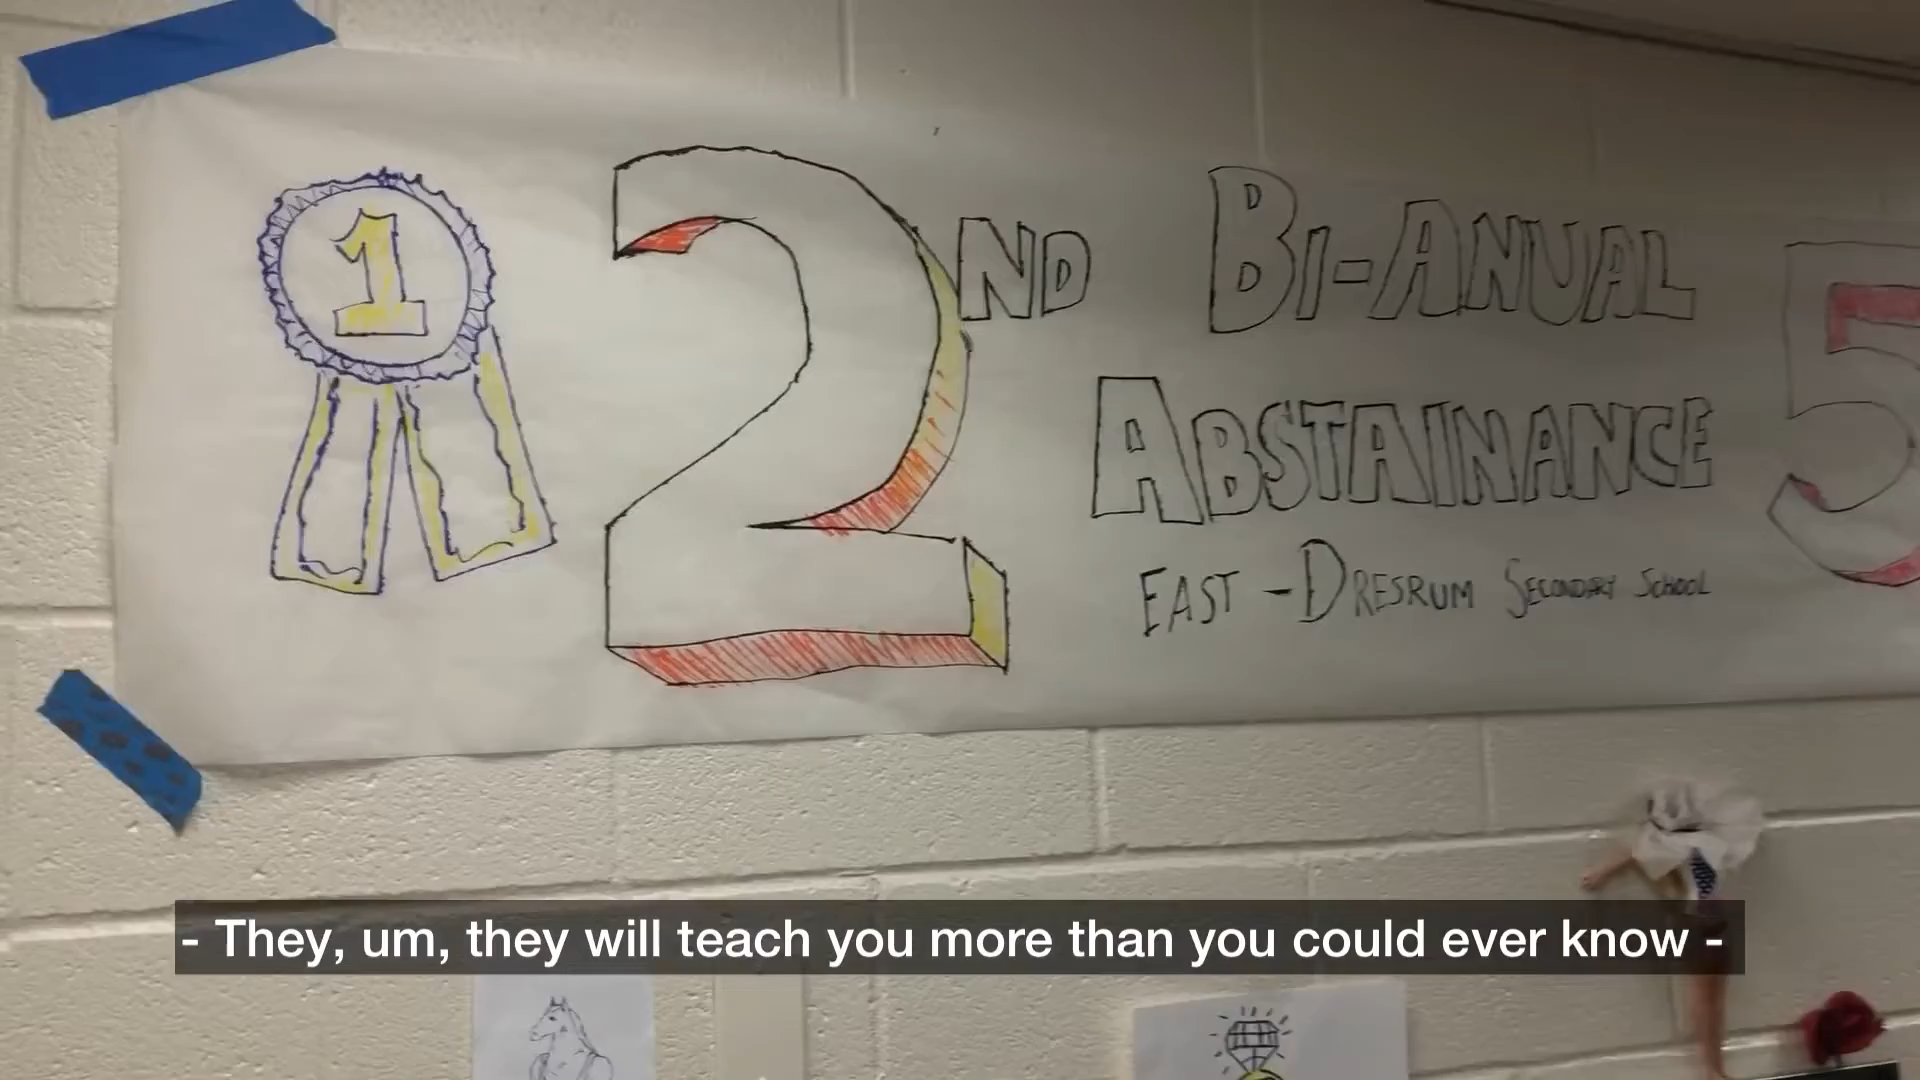 1
2ND BI-ANUAL
ABSTAINANCE
EAST-DRESRUM SECONDARY SCHOOL
5
- They, um, they will teach you more than you could ever know -